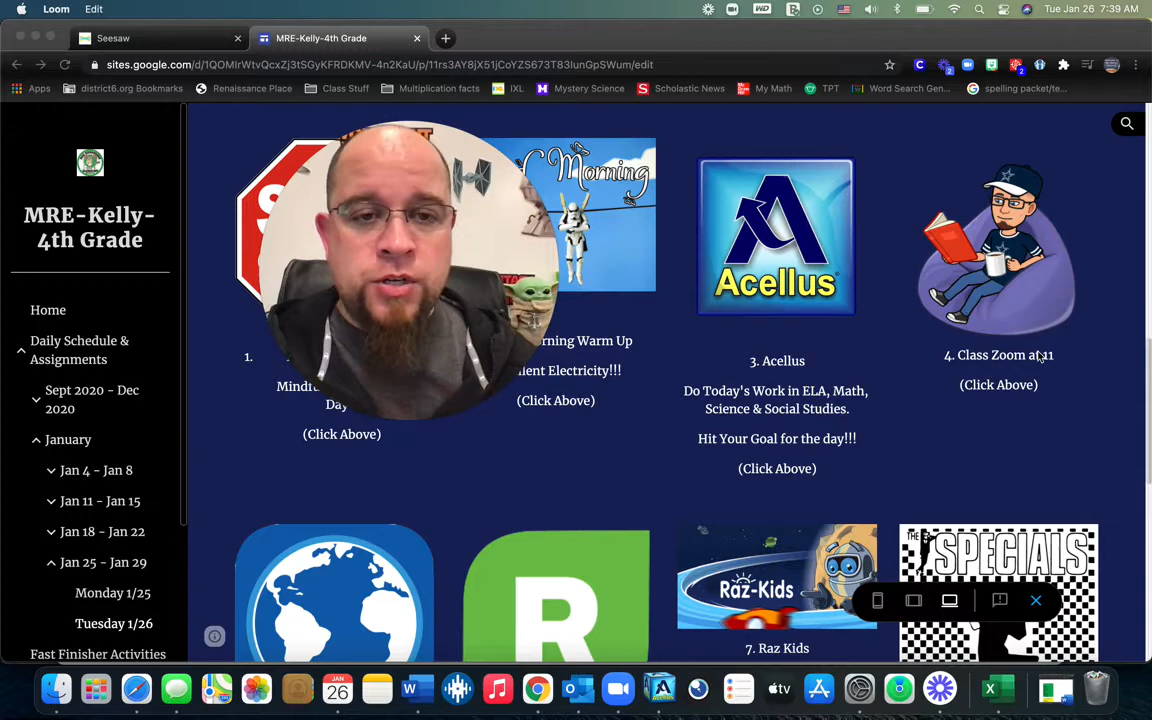 Loom Edit
Tue Jan 26 7:39 AM
Seesaw
MRE-Kelly-4th Grade
sites.google.com/d/1QOMIrWtvQcxZj3tSGyKFRDKMV-4n2KaU/p/11rs3AY8jX51jCoYZS673T83lunGpSWum/edit
Apps
district6.org Bookmarks
Renaissance Place
Class Stuff
Multiplication facts
IXL
Mystery Science
Scholastic News
My Math
TPT
Word Search Gen...
spelling packet/te...
MRE-Kelly-
4th Grade
Home
Daily Schedule &
Assignments
Sept 2020 - Dec
2020
January
Jan 4 - Jan 8
Jan 11 - Jan 15
Jan 18 - Jan 22
Jan 25 - Jan 29
Monday 1/25
Tuesday 1/26
Fast Finisher Activities
Morning
Acellus
1.
Mindfu
Day
(Click Above)
rning Warm Up
lent Electricity!!!
(Click Above)
3. Acellus
Do Today's Work in ELA, Math,
Science & Social Studies.
Hit Your Goal for the day!!!
(Click Above)
4. Class Zoom at 11
(Click Above)
R
Raz-Kids
7. Raz Kids
THE
SPECIALS
JAN
26
tv